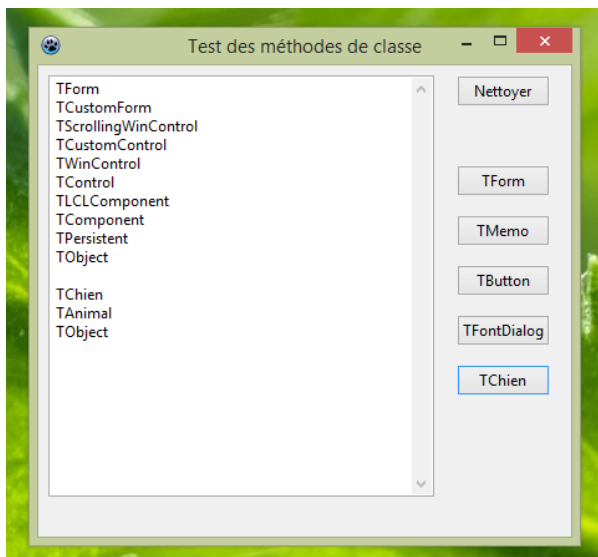 Test des méthodes de classe
TForm
TCustomForm
TScrollingWinControl
TCustomControl
TWinControl
TControl
TLCLComponent
TComponent
TPersistent
TObject
TChien
TAnimal
TObject
Nettoyer
TForm
TMemo
TButton
TFontDialog
TChien